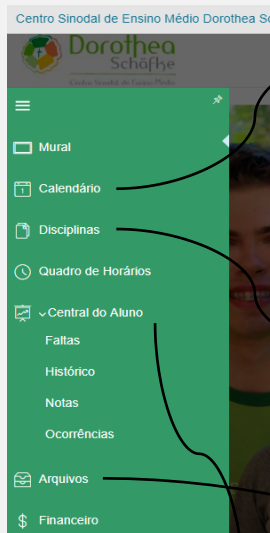 Centro Sinodal de Ensino Médio Dorothea Sc
Dorothea
Schäfke
Centro Sinodal de Ensino Médio
Mural
1
Calendário
Disciplinas
Quadro de Horários
Central do Aluno
Faltas
Histórico
Notas
Ocorrências
Arquivos
$ Financeiro